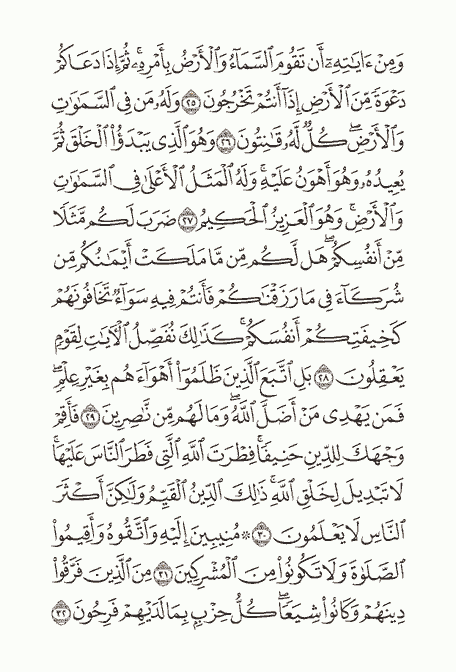 وَمِنْ ءَايَـٰتِهِۦٓ أَن تَقُومَ ٱلسَّمَآءُ وَٱلْأَرْضُ بِأَمْرِهِۦ ۚ ثُمَّ إِذَا دَعَاكُمْ
دَعْوَةً مِّنَ ٱلْأَرْضِ إِذَآ أَنتُمْ تَخْرُجُونَ ٢٥ وَلَهُۥ مَن فِى ٱلسَّمَـٰوَٰتِ
وَٱلْأَرْضِ ۖ كُلٌّ لَّهُۥ قَـٰنِتُونَ ٢٦ وَهُوَ ٱلَّذِى يَبْدَؤُا۟ ٱلْخَلْقَ ثُمَّ
يُعِيدُهُۥ وَهُوَ أَهْوَنُ عَلَيْهِ ۚ وَلَهُ ٱلْمَثَلُ ٱلْأَعْلَىٰ فِى ٱلسَّمَـٰوَٰتِ
وَٱلْأَرْضِ ۚ وَهُوَ ٱلْعَزِيزُ ٱلْحَكِيمُ ٢٧ ضَرَبَ لَكُم مَّثَلًا
مِّنْ أَنفُسِكُمْ ۖ هَل لَّكُم مِّن مَّا مَلَكَتْ أَيْمَـٰنُكُم مِّن
شُرَكَآءَ فِى مَا رَزَقْنَـٰكُمْ فَأَنتُمْ فِيهِ سَوَآءٌ تَخَافُونَهُمْ
كَخِيفَتِكُمْ أَنفُسَكُمْ ۚ كَذَٰلِكَ نُفَصِّلُ ٱلْـَٔايَـٰتِ لِقَوْمٍ
يَعْقِلُونَ ٢٨ بَلِ ٱتَّبَعَ ٱلَّذِينَ ظَلَمُوٓا۟ أَهْوَآءَهُم بِغَيْرِ عِلْمٍ ۖ
فَمَن يَهْدِى مَنْ أَضَلَّ ٱللَّهُ ۖ وَمَا لَهُم مِّن نَّـٰصِرِينَ ٢٩ فَأَقِمْ
وَجْهَكَ لِلدِّينِ حَنِيفًا ۚ فِطْرَتَ ٱللَّهِ ٱلَّتِى فَطَرَ ٱلنَّاسَ عَلَيْهَا ۚ
لَا تَبْدِيلَ لِخَلْقِ ٱللَّهِ ۚ ذَٰلِكَ ٱلدِّينُ ٱلْقَيِّمُ وَلَـٰكِنَّ أَكْثَرَ
ٱلنَّاسِ لَا يَعْلَمُونَ ٣٠ ۞ مُنِيبِينَ إِلَيْهِ وَٱتَّقُوهُ وَأَقِيمُوا۟
ٱلصَّلَوٰةَ وَلَا تَكُونُوا۟ مِنَ ٱلْمُشْرِكِينَ ٣١ مِنَ ٱلَّذِينَ فَرَّقُوا۟
دِينَهُمْ وَكَانُوا۟ شِيَعًا ۖ كُلُّ حِزْبٍۭ بِمَا لَدَيْهِمْ فَرِحُونَ ٣٢